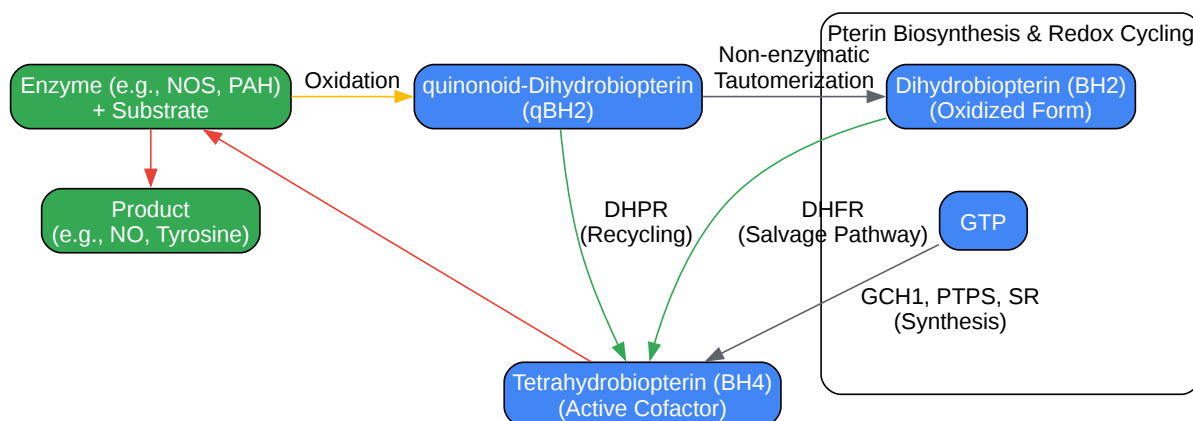 Pterin Biosynthesis & Redox Cycling
Enzyme (e.g., NOS, PAH)
+ Substrate
Oxidation
quinonoid-Dihydrobiopterin
(qBH2)
Non-enzymatic
Tautomerization
Dihydrobiopterin (BH2)
(Oxidized Form)
Product
(e.g., NO, Tyrosine)
DHPR
(Recycling)
DHFR
(Salvage Pathway)
GTP
GCH1, PTPS, SR
(Synthesis)
Tetrahydrobiopterin (BH4)
(Active Cofactor)